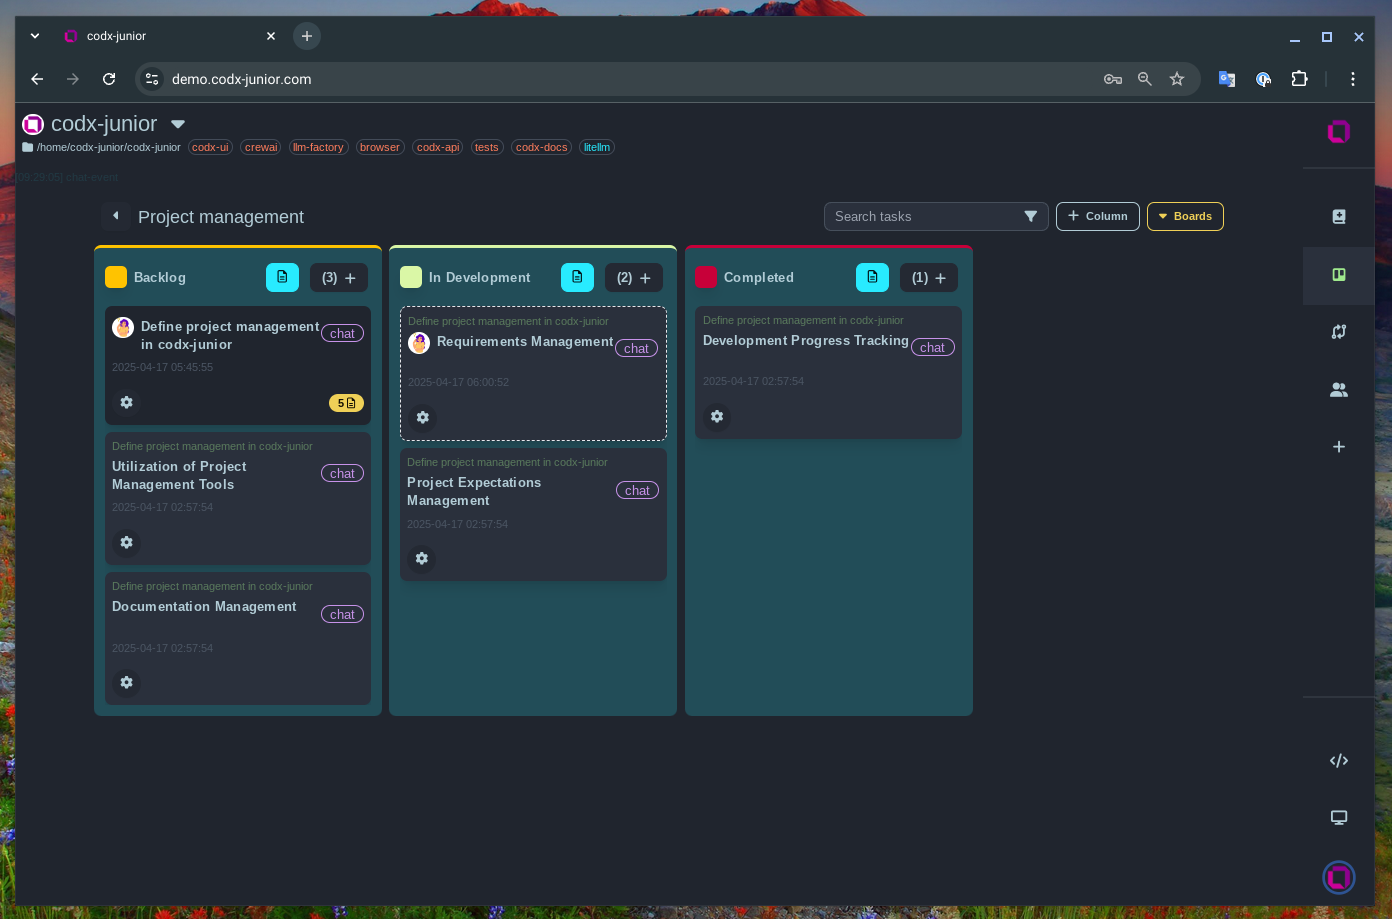 codx-junior
demo.codx-junior.com
codx-junior
/home/codx-junior/codx-junior codx-ui crewai llm-factory browser codx-api tests codx-docs litellm
[09:29:05] chat-event
Project management
Search tasks
Column
Boards
Backlog
(3)
Define project management
in codx-junior
chat
2025-04-17 05:45:55
5
Define project management in codx-junior
Utilization of Project
Management Tools
chat
2025-04-17 02:57:54
Define project management in codx-junior
Documentation Management
chat
2025-04-17 02:57:54
In Development
(2)
Define project management in codx-junior
Requirements Management
chat
2025-04-17 06:00:52
Define project management in codx-junior
Project Expectations
Management
chat
2025-04-17 02:57:54
Completed
(1)
Define project management in codx-junior
Development Progress Tracking
chat
2025-04-17 02:57:54